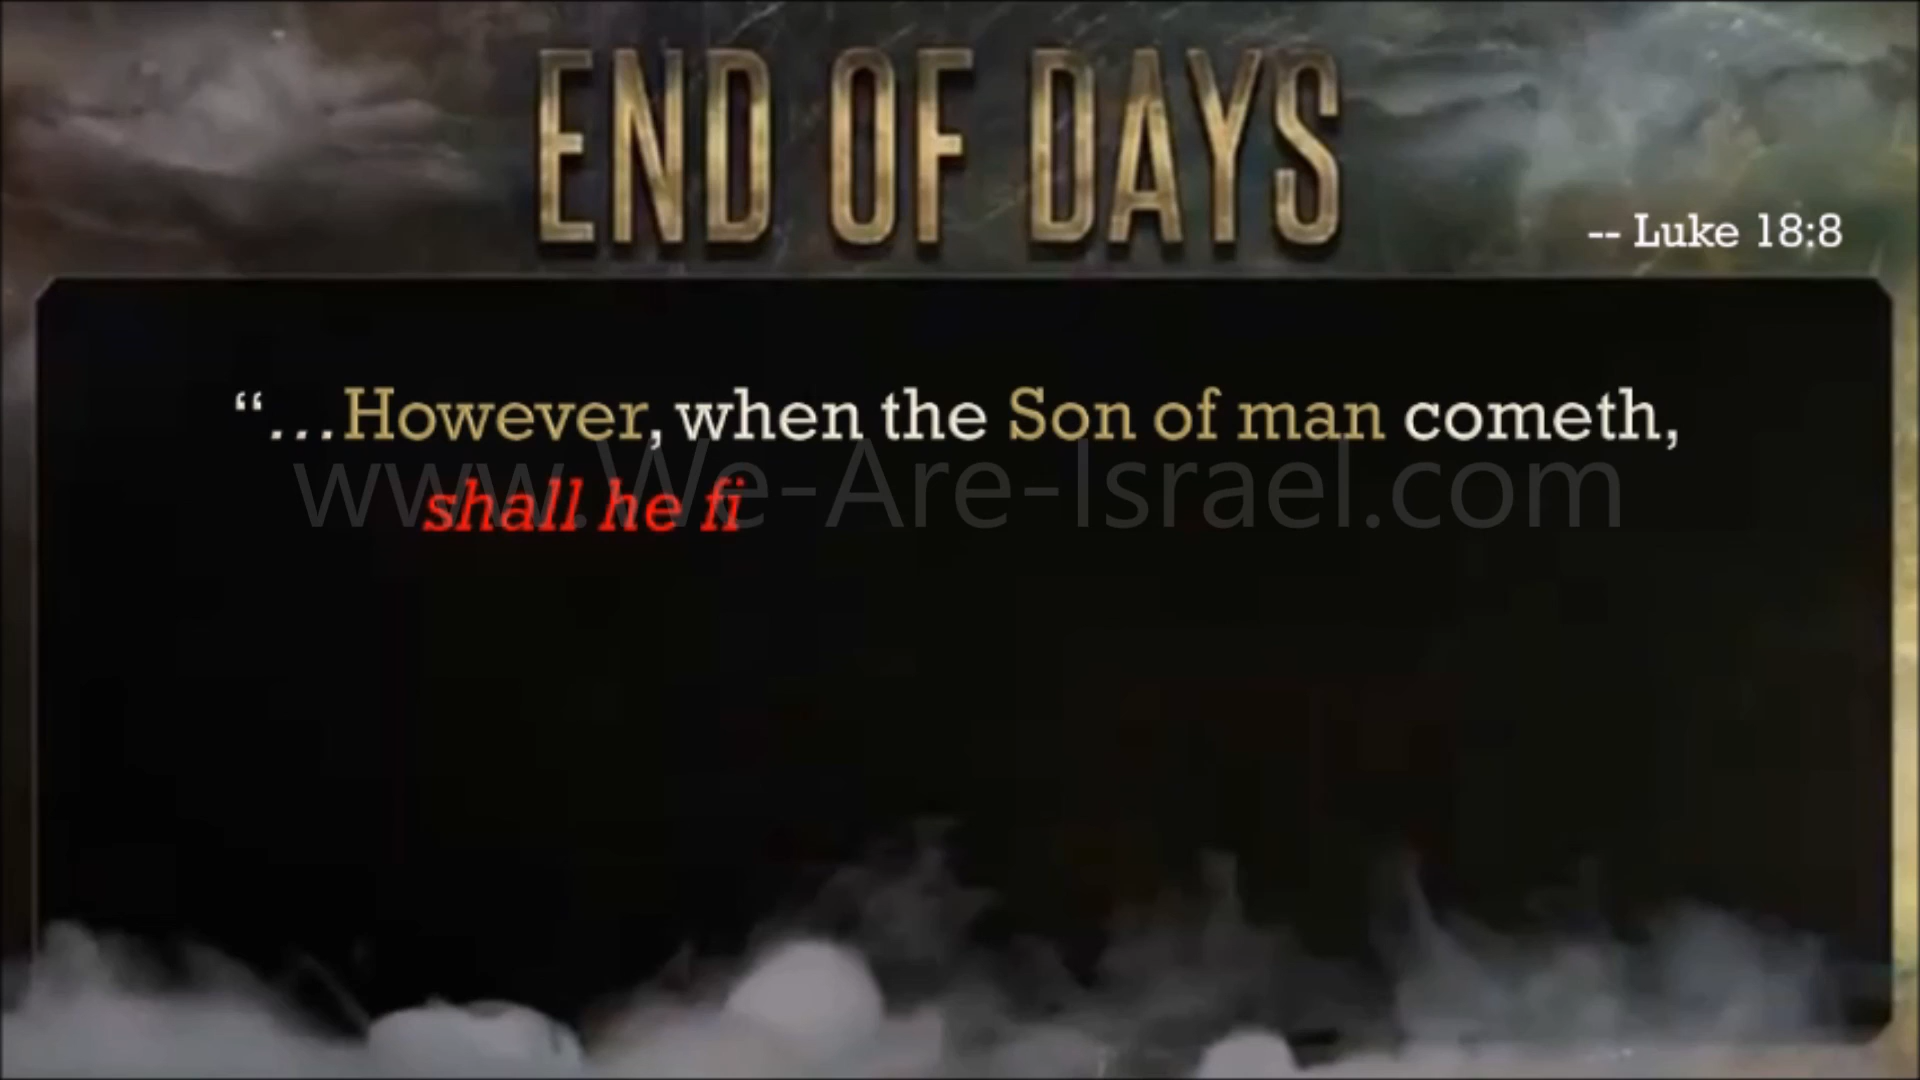 END OF DAYS
-- Luke 18:8
“…However, when the Son of man cometh,
shall he fi
www.We-Are-Israel.com